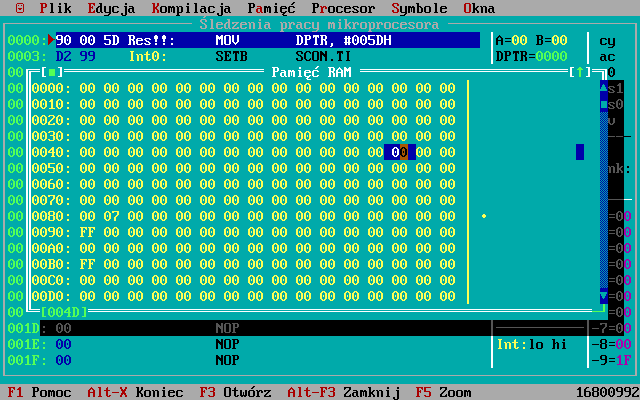 Plik Edycja Kompilacja Pamięć Procesor Symbole Okna
Śledzenia pracy mikroprocesora
0000: 90 00 5D Res!!: MOV DPTR, #005DH A=00 B=00 cy
0003: D2 99 Int0: SETB SCON.TI DPTR=0000 ac
00 [■] Pamięć RAM [↑] 0
00 0000: 00 00 00 00 00 00 00 00 00 00 00 00 00 00 00 00 s1
00 0010: 00 00 00 00 00 00 00 00 00 00 00 00 00 00 00 00 s0
00 0020: 00 00 00 00 00 00 00 00 00 00 00 00 00 00 00 00 v
00 0030: 00 00 00 00 00 00 00 00 00 00 00 00 00 00 00 00
00 0040: 00 00 00 00 00 00 00 00 00 00 00 00 00 00 00 00
00 0050: 00 00 00 00 00 00 00 00 00 00 00 00 00 00 00 00 nk:
00 0060: 00 00 00 00 00 00 00 00 00 00 00 00 00 00 00 00
00 0070: 00 00 00 00 00 00 00 00 00 00 00 00 00 00 00 00
00 0080: 00 00 07 00 00 00 00 00 00 00 00 00 00 00 00 00 • =00
00 0090: FF 00 00 00 00 00 00 00 00 00 00 00 00 00 00 00 =00
00 00A0: 00 00 00 00 00 00 00 00 00 00 00 00 00 00 00 00 =00
00 00B0: FF 00 00 00 00 00 00 00 00 00 00 00 00 00 00 00 =00
00 00C0: 00 00 00 00 00 00 00 00 00 00 00 00 00 00 00 00 =00
00 00D0: 00 00 00 00 00 00 00 00 00 00 00 00 00 00 00 00 =00
00 [004D] =00
001D: 00 NOP -7=00
001E: 00 NOP Int:lo hi -8=00
001F: 00 NOP -9=1F
F1 Pomoc Alt-X Koniec F3 Otwórz Alt-F3 Zamknij F5 Zoom 16800992